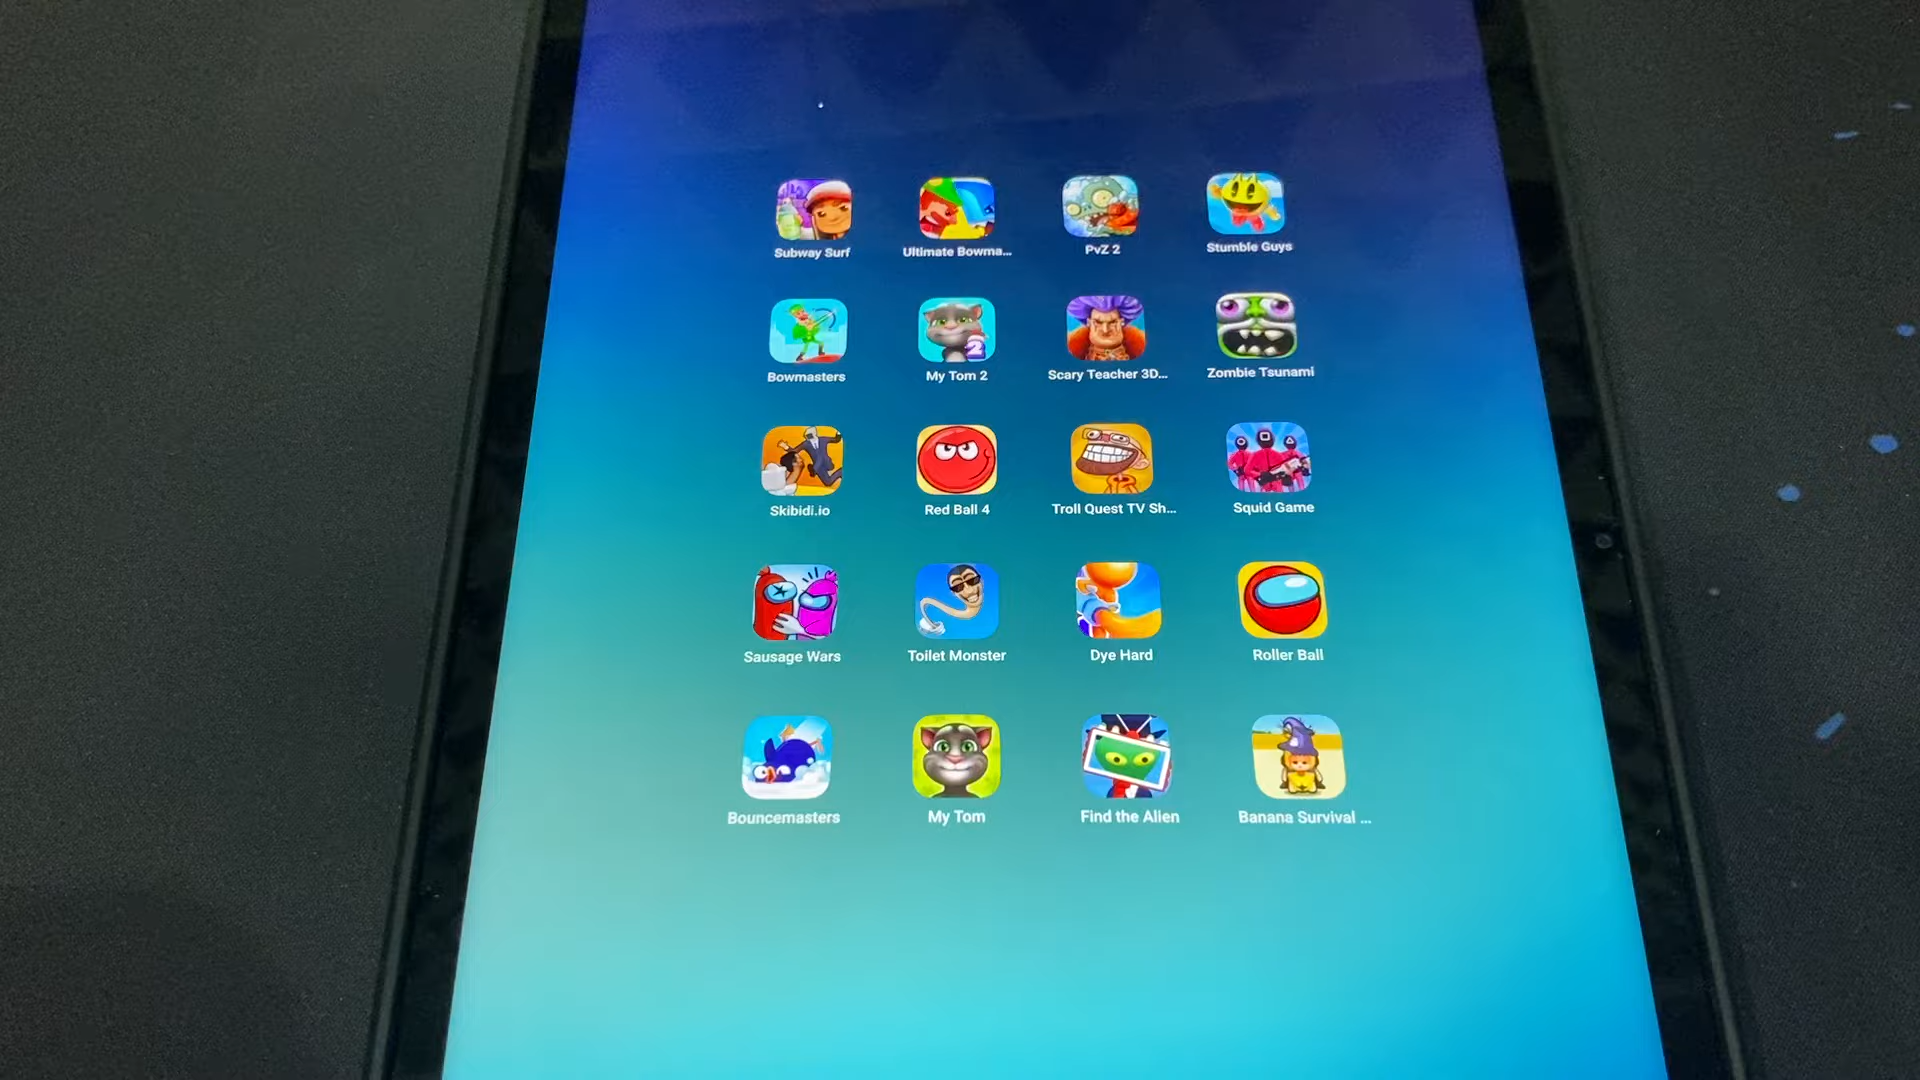 Subway Surf
Ultimate Bowma...
PvZ 2
Stumble Guys
Bowmasters
My Tom 2
2
Scary Teacher 3D...
Zombie Tsunami
Skibidi.io
Red Ball 4
Troll Quest TV Sh...
Squid Game
Sausage Wars
Toilet Monster
Dye Hard
Roller Ball
Bouncemasters
My Tom
Find the Alien
Banana Survival ...